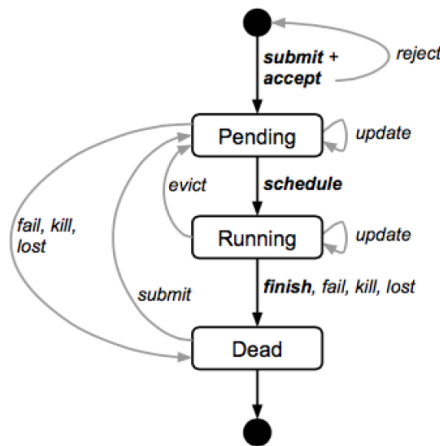 submit +
accept
reject
Pending
update
evict
schedule
fail, kill,
lost
Running
update
submit
finish, fail, kill, lost
Dead